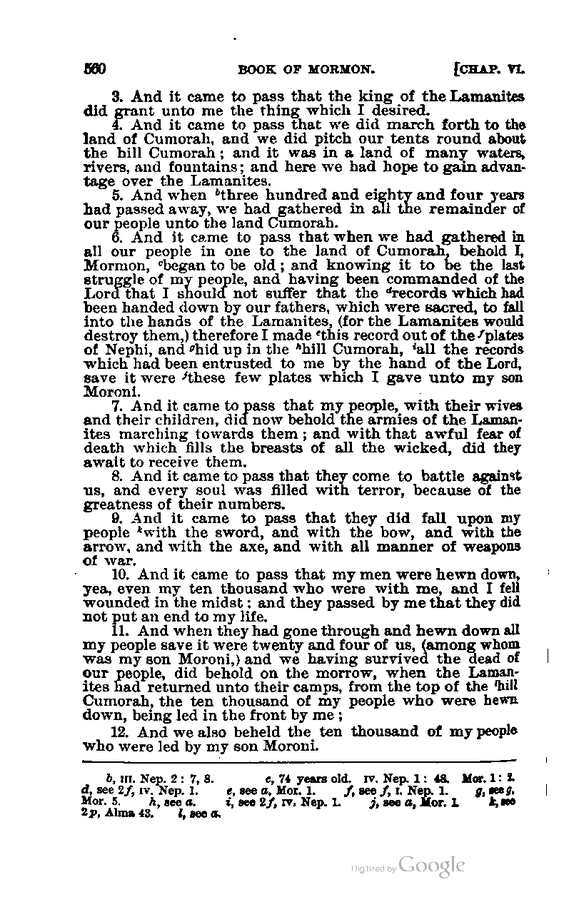 560 BOOK OF MORMON. [CHAP. VI.
3. And it came to pass that the king of the Lamanites
did grant unto me the thing which I desired.
4. And it came to pass that we did march forth to the
land of Cumorah, and we did pitch our tents round about
the hill Cumorah; and it was in a land of many waters,
rivers, and fountains; and here we had hope to gain advan-
tage over the Lamanites.
5. And when ᵇthree hundred and eighty and four years
had passed away, we had gathered in all the remainder of
our people unto the land Cumorah.
6. And it came to pass that when we had gathered in
all our people in one to the land of Cumorah, behold I,
Mormon, ᶜbegan to be old; and knowing it to be the last
struggle of my people, and having been commanded of the
Lord that I should not suffer that the ᵈrecords which had
been handed down by our fathers, which were sacred, to fall
into the hands of the Lamanites, (for the Lamanites would
destroy them,) therefore I made ᵉthis record out of the ᶠplates
of Nephi, and ᵍhid up in the ʰhill Cumorah, ⁱall the records
which had been entrusted to me by the hand of the Lord,
save it were ʲthese few plates which I gave unto my son
Moroni.
7. And it came to pass that my people, with their wives
and their children, did now behold the armies of the Laman-
ites marching towards them; and with that awful fear of
death which fills the breasts of all the wicked, did they
await to receive them.
8. And it came to pass that they come to battle against
us, and every soul was filled with terror, because of the
greatness of their numbers.
9. And it came to pass that they did fall upon my
people ᵏwith the sword, and with the bow, and with the
arrow, and with the axe, and with all manner of weapons
of war.
10. And it came to pass that my men were hewn down,
yea, even my ten thousand who were with me, and I fell
wounded in the midst; and they passed by me that they did
not put an end to my life.
11. And when they had gone through and hewn down all
my people save it were twenty and four of us, (among whom
was my son Moroni,) and we having survived the dead of
our people, did behold on the morrow, when the Laman-
ites had returned unto their camps, from the top of the ˡhill
Cumorah, the ten thousand of my people who were hewn
down, being led in the front by me;
12. And we also beheld the ten thousand of my people
who were led by my son Moroni.
b, III. Nep. 2: 7, 8. c, 74 years old. IV. Nep. 1: 48. Mor. 1: 2.
d, see 2f, IV. Nep. 1. e, see a, Mor. 1. f, see f, I. Nep. 1. g, see g,
Mor. 5. h, see a. i, see 2f, IV. Nep. 1. j, see a, Mor. 1. k, see
2p, Alma 43. l, see a.
Digitized by Google